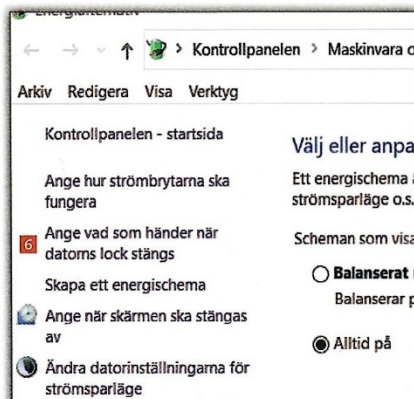 Energialternativ
Kontrollpanelen > Maskinvara o
Arkiv Redigera Visa Verktyg
Kontrollpanelen - startsida
Ange hur strömbrytarna ska
fungera
6
Ange vad som händer när
datorns lock stängs
Skapa ett energischema
Ange när skärmen ska stängas
av
Ändra datorinställningarna för
strömsparläge
Välj eller anpa
Ett energischema
strömsparläge o.s.
Scheman som visa
Balanserat
Balanserar p
Alltid på